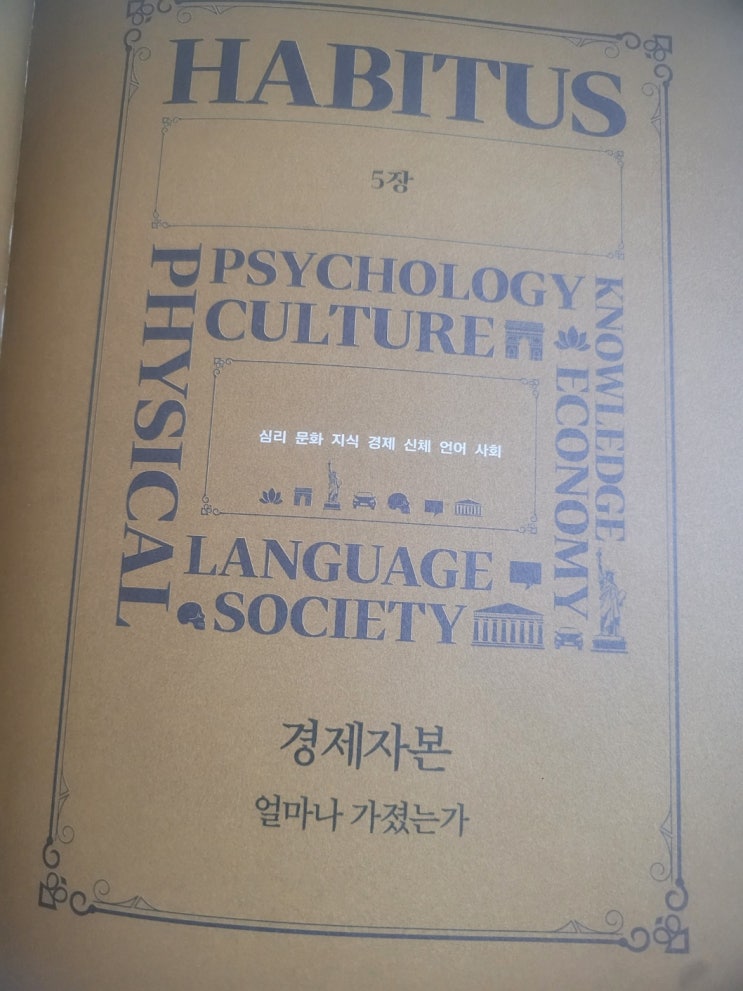 HABITUS
5장
PHYSICAL
PSYCHOLOGY
CULTURE
KNOWLEDGE
ECONOMY
심리 문화 지식 경제 신체 언어 사회
LANGUAGE
SOCIETY
경제자본
얼마나 가졌는가